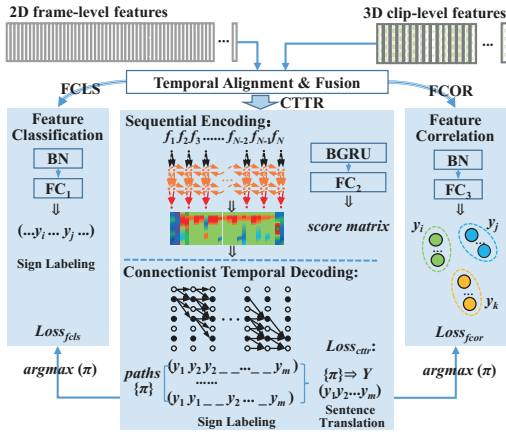 2D frame-level features
3D clip-level features
...
...
Temporal Alignment & Fusion
FCLS
CTTR
FCOR
Feature
Classification
BN
FC1
⇓
(...yi ... yj ...)
Sign Labeling
Lossfcls
argmax (π)
Sequential Encoding:
f1 f2 f3 ...... fN-2 fN-1 fN
...
BGRU
FC2
⇓
score matrix
Connectionist Temporal Decoding:
...
paths
{π}
(y1 y2 y2 _ _ ... _ ym)
......
(y1 y1 _ _ y2 ... _ ym)
Sign Labeling
Losscttr:
{π}⇒ Y
(y1y2...ym)
Sentence
Translation
Feature
Correlation
BN
FC3
⇓
yi
yj
...
...
...
yk
Lossfcor
argmax (π)